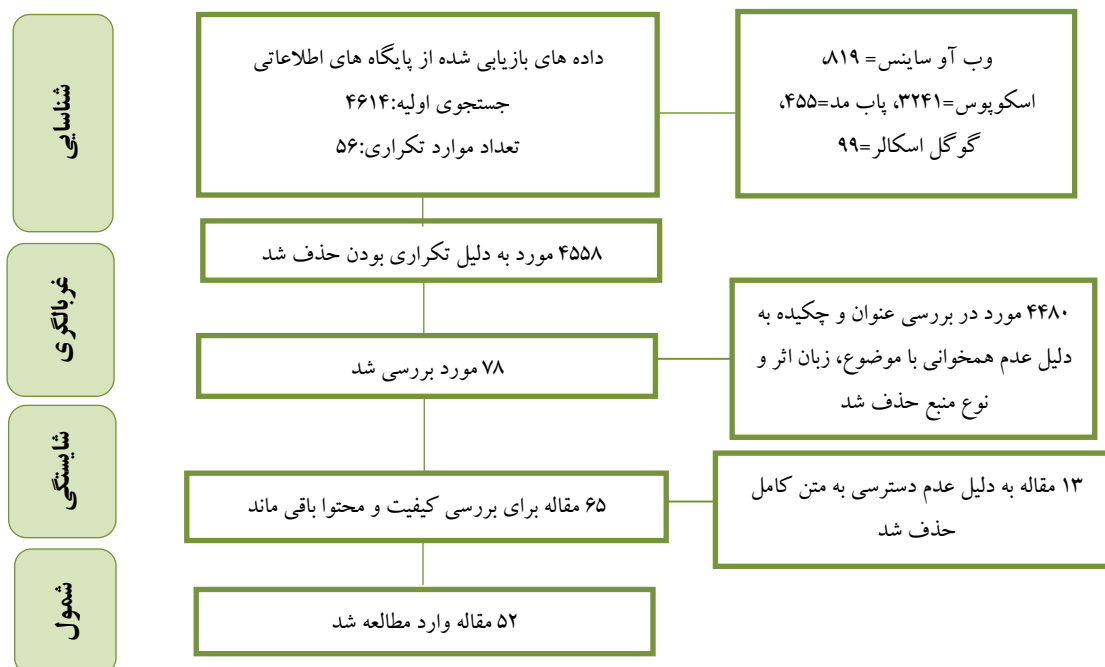 شناسایی
داده های بازیابی شده از پایگاه های اطلاعاتی
جستجوی اولیه:۴۶۱۴
تعداد موارد تکراری:۵۶
وب آو ساینس= ۸۱۹،
اسکوپوس=۳۲۴۱، پاب مد=۴۵۵،
گوگل اسکالر=۹۹
۴۵۵۸ مورد به دلیل تکراری بودن حذف شد
غربالگری
۷۸ مورد بررسی شد
۴۴۸۰ مورد در بررسی عنوان و چکیده به
دلیل عدم همخوانی با موضوع، زبان اثر و
نوع منبع حذف شد
شایستگی
۶۵ مقاله برای بررسی کیفیت و محتوا باقی ماند
۱۳ مقاله به دلیل عدم دسترسی به متن کامل
حذف شد
شمول
۵۲ مقاله وارد مطالعه شد